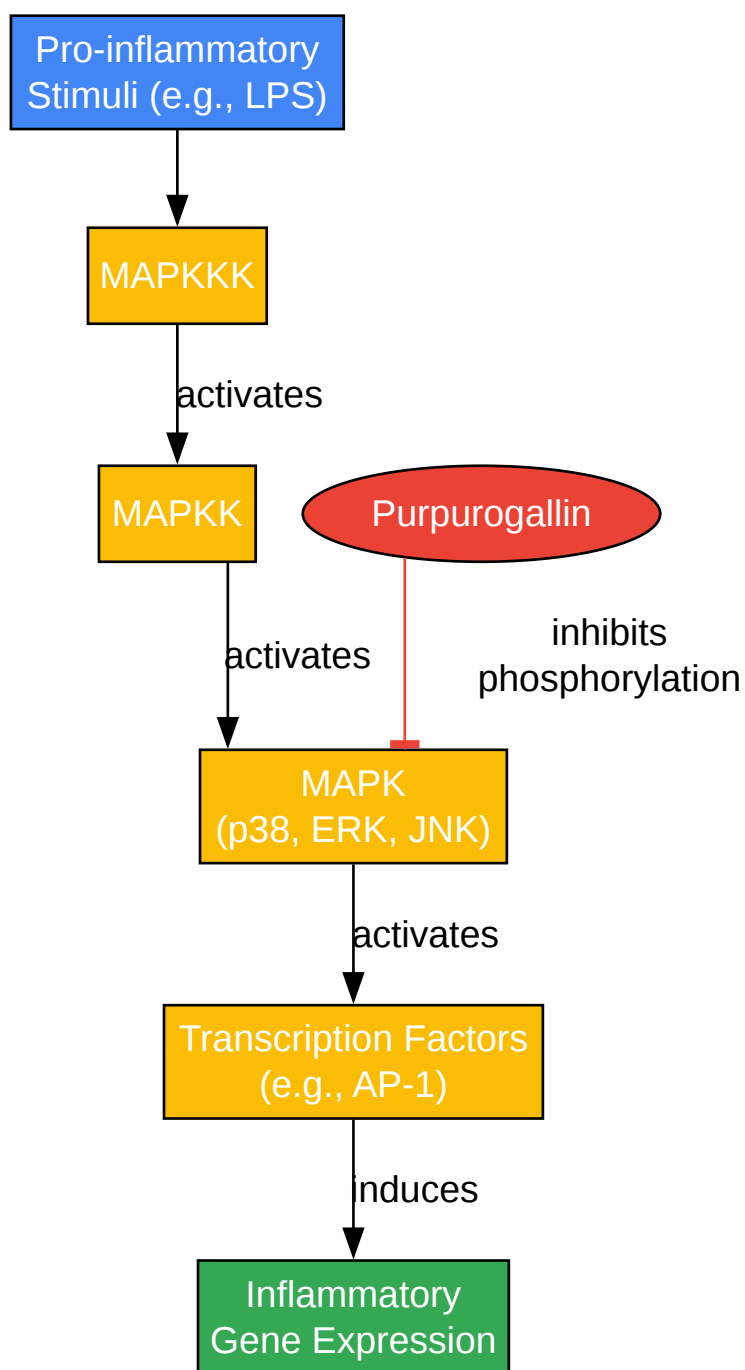 Pro-inflammatory
Stimuli (e.g., LPS)
MAPKKK
activates
MAPKK
Purpurogallin
activates
inhibits
phosphorylation
MAPK
(p38, ERK, JNK)
activates
Transcription Factors
(e.g., AP-1)
induces
Inflammatory
Gene Expression